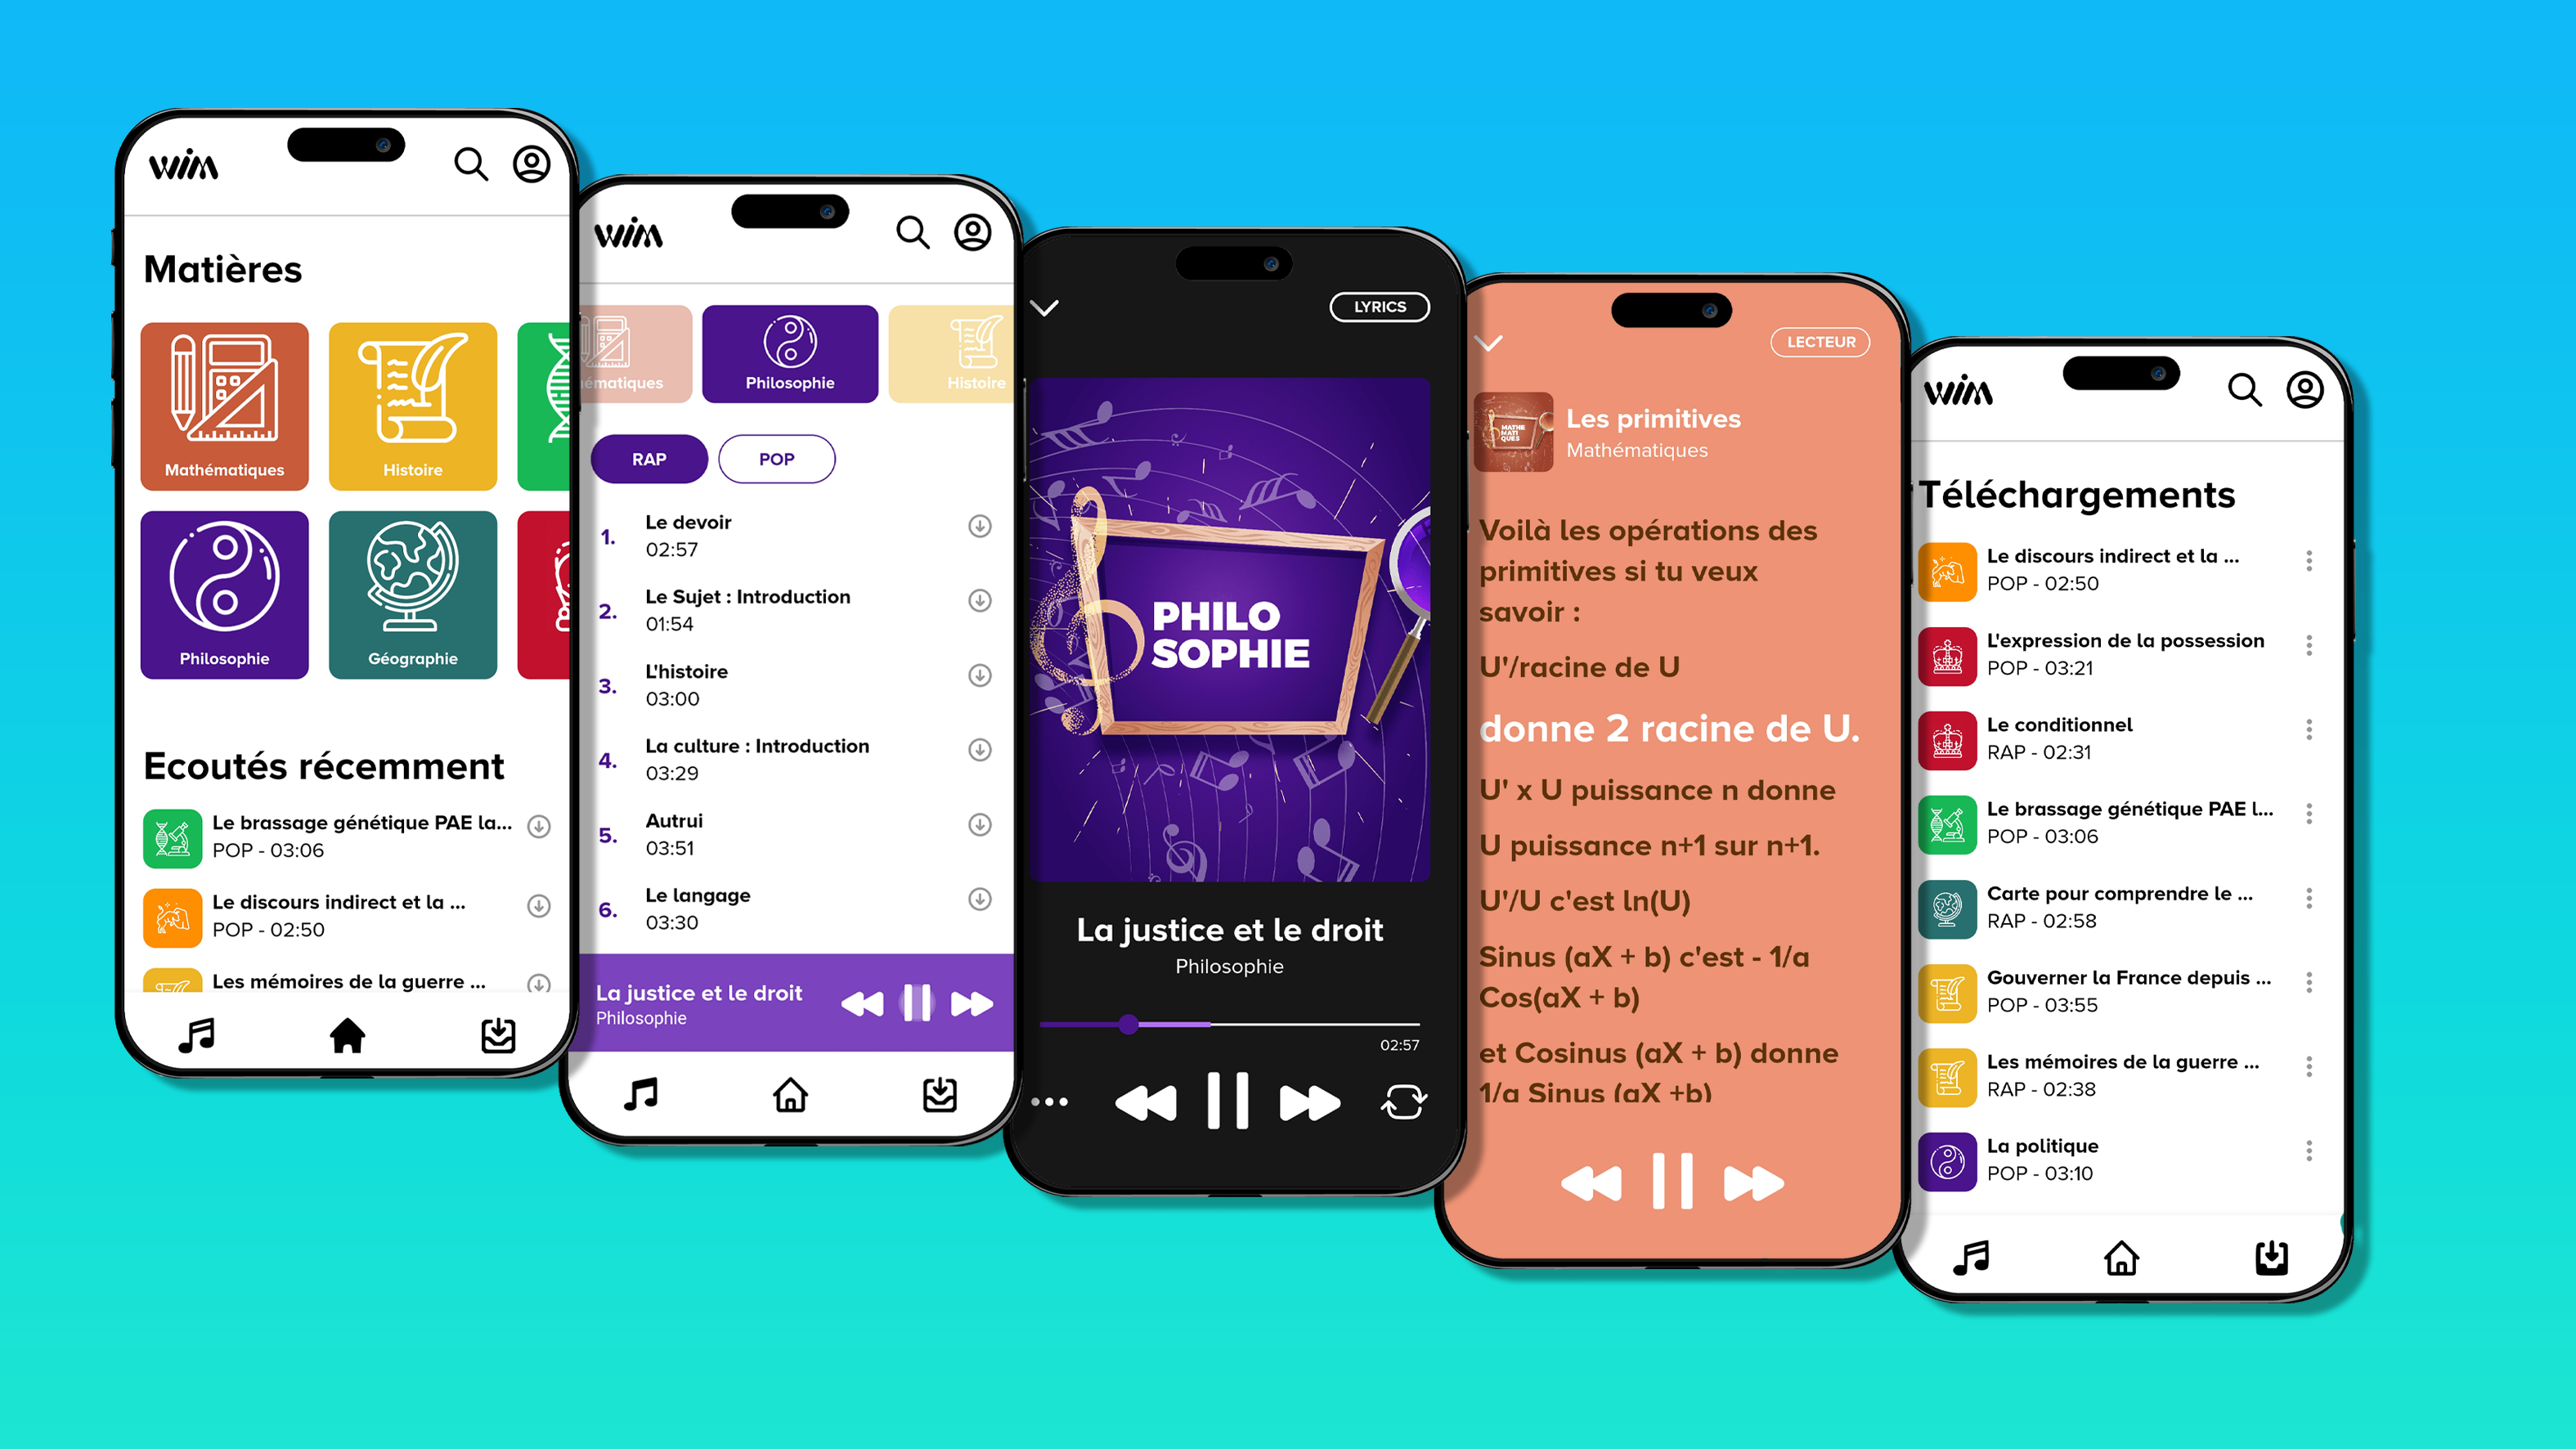 wim
Matières
Mathématiques
Histoire
Philosophie
Géographie
Ecoutés récemment
Le brassage génétique PAE la...
POP - 03:06
Le discours indirect et la ...
POP - 02:50
Les mémoires de la guerre ...
wim
ématiques
Philosophie
Histoire
RAP
POP
1.
Le devoir
02:57
2.
Le Sujet : Introduction
01:54
3.
L'histoire
03:00
4.
La culture : Introduction
03:29
5.
Autrui
03:51
6.
Le langage
03:30
La justice et le droit
Philosophie
LYRICS
PHILO
SOPHIE
La justice et le droit
Philosophie
02:57
LECTEUR
MATHE
MATI
QUES
Les primitives
Mathématiques
Voilà les opérations des
primitives si tu veux
savoir :
U'/racine de U
donne 2 racine de U.
U' x U puissance n donne
U puissance n+1 sur n+1.
U'/U c'est ln(U)
Sinus (aX + b) c'est - 1/a
Cos(aX + b)
et Cosinus (aX + b) donne
1/a Sinus (aX +b)
wim
Téléchargements
Le discours indirect et la ...
POP - 02:50
L'expression de la possession
POP - 03:21
Le conditionnel
RAP - 02:31
Le brassage génétique PAE l...
POP - 03:06
Carte pour comprendre le ...
RAP - 02:58
Gouverner la France depuis ...
POP - 03:55
Les mémoires de la guerre ...
RAP - 02:38
La politique
POP - 03:10